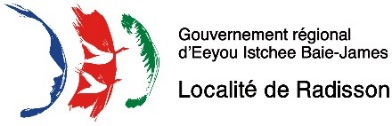 Gouvernement régional
d'Eeyou Istchee Baie-James
Localité de Radisson